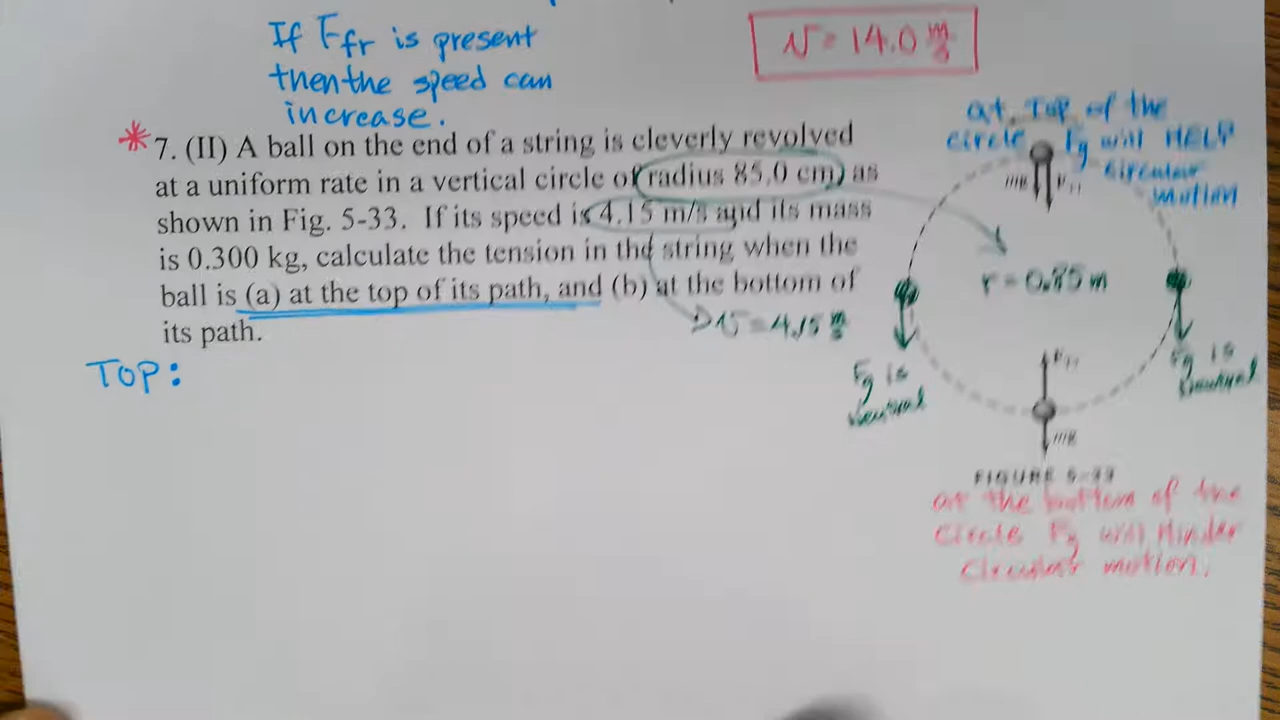 If Ffr is present
then the speed can
increase.
v = 14.0 m/s
* 7. (II) A ball on the end of a string is cleverly revolved
at a uniform rate in a vertical circle of radius 85.0 cm, as
shown in Fig. 5-33. If its speed is 4.15 m/s and its mass
is 0.300 kg, calculate the tension in the string when the
ball is (a) at the top of its path, and (b) at the bottom of
its path.
v = 4.15 m/s
TOP:
at Top of the
circle Fg will HELP
circular
motion
mg
r = 0.85 m
Fg is
Neutral
Fg is
Neutral
mg
FIGURE 5-33
at the bottom of the
circle Fg will Hinder
circular motion.